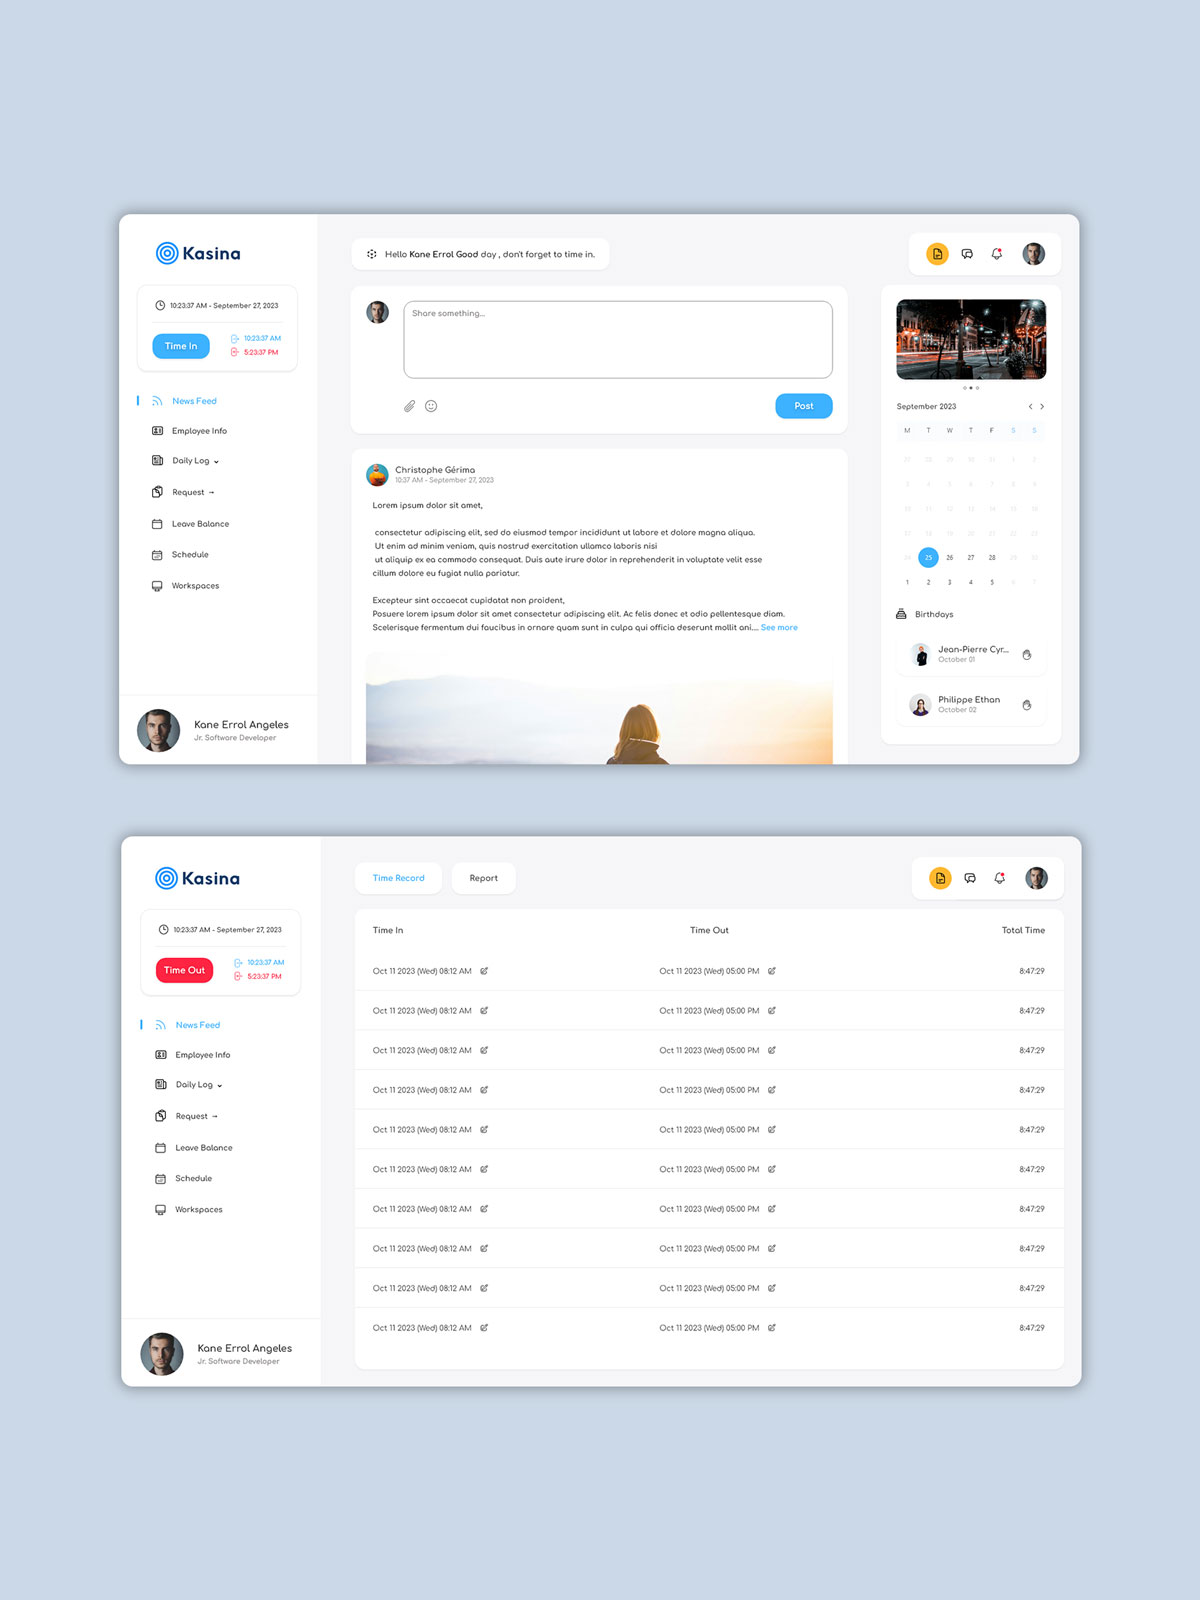 Kasina
10:23:37 AM - September 27, 2023
Time In
10:23:37 AM
5:23:37 PM
News Feed
Employee Info
Daily Log
Request →
Leave Balance
Schedule
Workspaces
Kane Errol Angeles
Jr. Software Developer
Hello Kane Errol Good day , don't forget to time in.
Share something...
Post
Christophe Gérima
10:37 AM - September 27, 2023
Lorem ipsum dolor sit amet,
consectetur adipiscing elit, sed do eiusmod tempor incididunt ut labore et dolore magna aliqua.
Ut enim ad minim veniam, quis nostrud exercitation ullamco laboris nisi
ut aliquip ex ea commodo consequat. Duis aute irure dolor in reprehenderit in voluptate velit esse
cillum dolore eu fugiat nulla pariatur.
Excepteur sint occaecat cupidatat non proident,
Posuere lorem ipsum dolor sit amet consectetur adipiscing elit. Ac felis donec et odio pellentesque diam.
Scelerisque fermentum dui faucibus in ornare quam sunt in culpa qui officia deserunt mollit ani.... See more
September 2023
M T W T F S S
27 28 29 30 31 1 2
3 4 5 6 7 8 9
10 11 12 13 14 15 16
17 18 19 20 21 22 23
24 25 26 27 28 29 30
1 2 3 4 5 6 7
Birthdays
Jean-Pierre Cyr...
October 01
Philippe Ethan
October 02
Kasina
10:23:37 AM - September 27, 2023
Time Out
10:23:37 AM
5:23:37 PM
News Feed
Employee Info
Daily Log
Request →
Leave Balance
Schedule
Workspaces
Kane Errol Angeles
Jr. Software Developer
Time Record Report
Time In Time Out Total Time
Oct 11 2023 (Wed) 08:12 AM Oct 11 2023 (Wed) 05:00 PM 8:47:29
Oct 11 2023 (Wed) 08:12 AM Oct 11 2023 (Wed) 05:00 PM 8:47:29
Oct 11 2023 (Wed) 08:12 AM Oct 11 2023 (Wed) 05:00 PM 8:47:29
Oct 11 2023 (Wed) 08:12 AM Oct 11 2023 (Wed) 05:00 PM 8:47:29
Oct 11 2023 (Wed) 08:12 AM Oct 11 2023 (Wed) 05:00 PM 8:47:29
Oct 11 2023 (Wed) 08:12 AM Oct 11 2023 (Wed) 05:00 PM 8:47:29
Oct 11 2023 (Wed) 08:12 AM Oct 11 2023 (Wed) 05:00 PM 8:47:29
Oct 11 2023 (Wed) 08:12 AM Oct 11 2023 (Wed) 05:00 PM 8:47:29
Oct 11 2023 (Wed) 08:12 AM Oct 11 2023 (Wed) 05:00 PM 8:47:29
Oct 11 2023 (Wed) 08:12 AM Oct 11 2023 (Wed) 05:00 PM 8:47:29